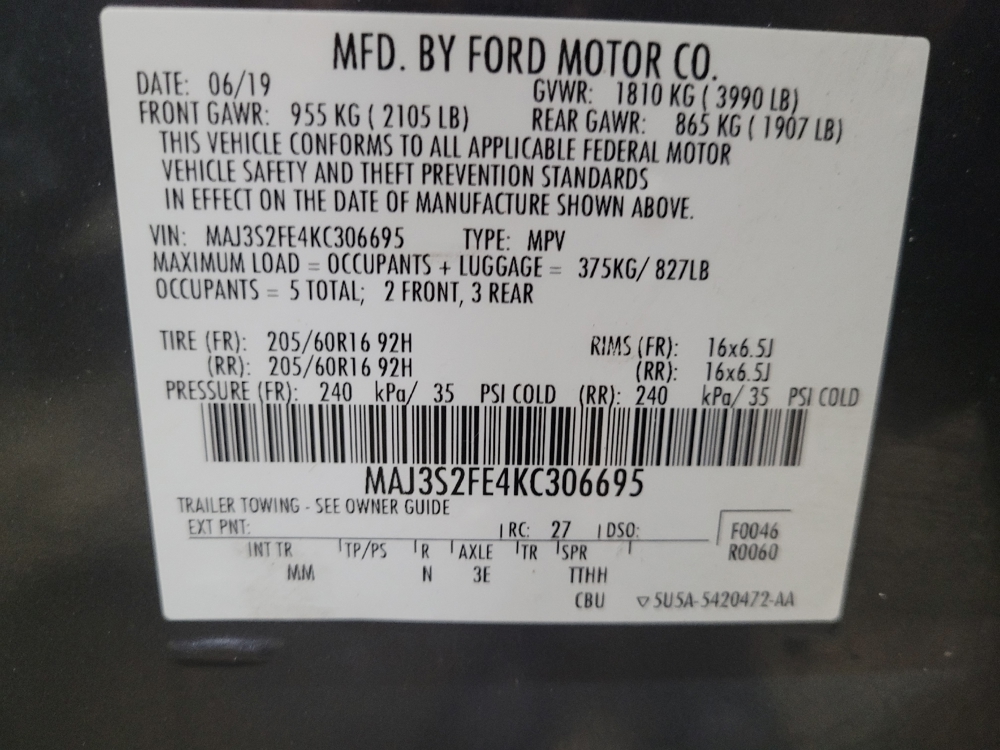 MFD. BY FORD MOTOR CO.
DATE: 06/19 GVWR: 1810 KG ( 3990 LB)
FRONT GAWR: 955 KG ( 2105 LB) REAR GAWR: 865 KG ( 1907 LB)
THIS VEHICLE CONFORMS TO ALL APPLICABLE FEDERAL MOTOR
VEHICLE SAFETY AND THEFT PREVENTION STANDARDS
IN EFFECT ON THE DATE OF MANUFACTURE SHOWN ABOVE.
VIN: MAJ3S2FE4KC306695 TYPE: MPV
MAXIMUM LOAD = OCCUPANTS + LUGGAGE = 375KG/ 827LB
OCCUPANTS = 5 TOTAL; 2 FRONT, 3 REAR
TIRE (FR): 205/60R16 92H RIMS (FR): 16x6.5J
(RR): 205/60R16 92H (RR): 16x6.5J
PRESSURE (FR): 240 kPa/ 35 PSI COLD (RR): 240 kPa/ 35 PSI COLD
MAJ3S2FE4KC306695
TRAILER TOWING - SEE OWNER GUIDE
EXT PNT: RC: 27 DSO: F0046
INT TR TP/PS R AXLE TR SPR R0060
MM N 3E TTHH
CBU ▽ 5U5A-5420472-AA